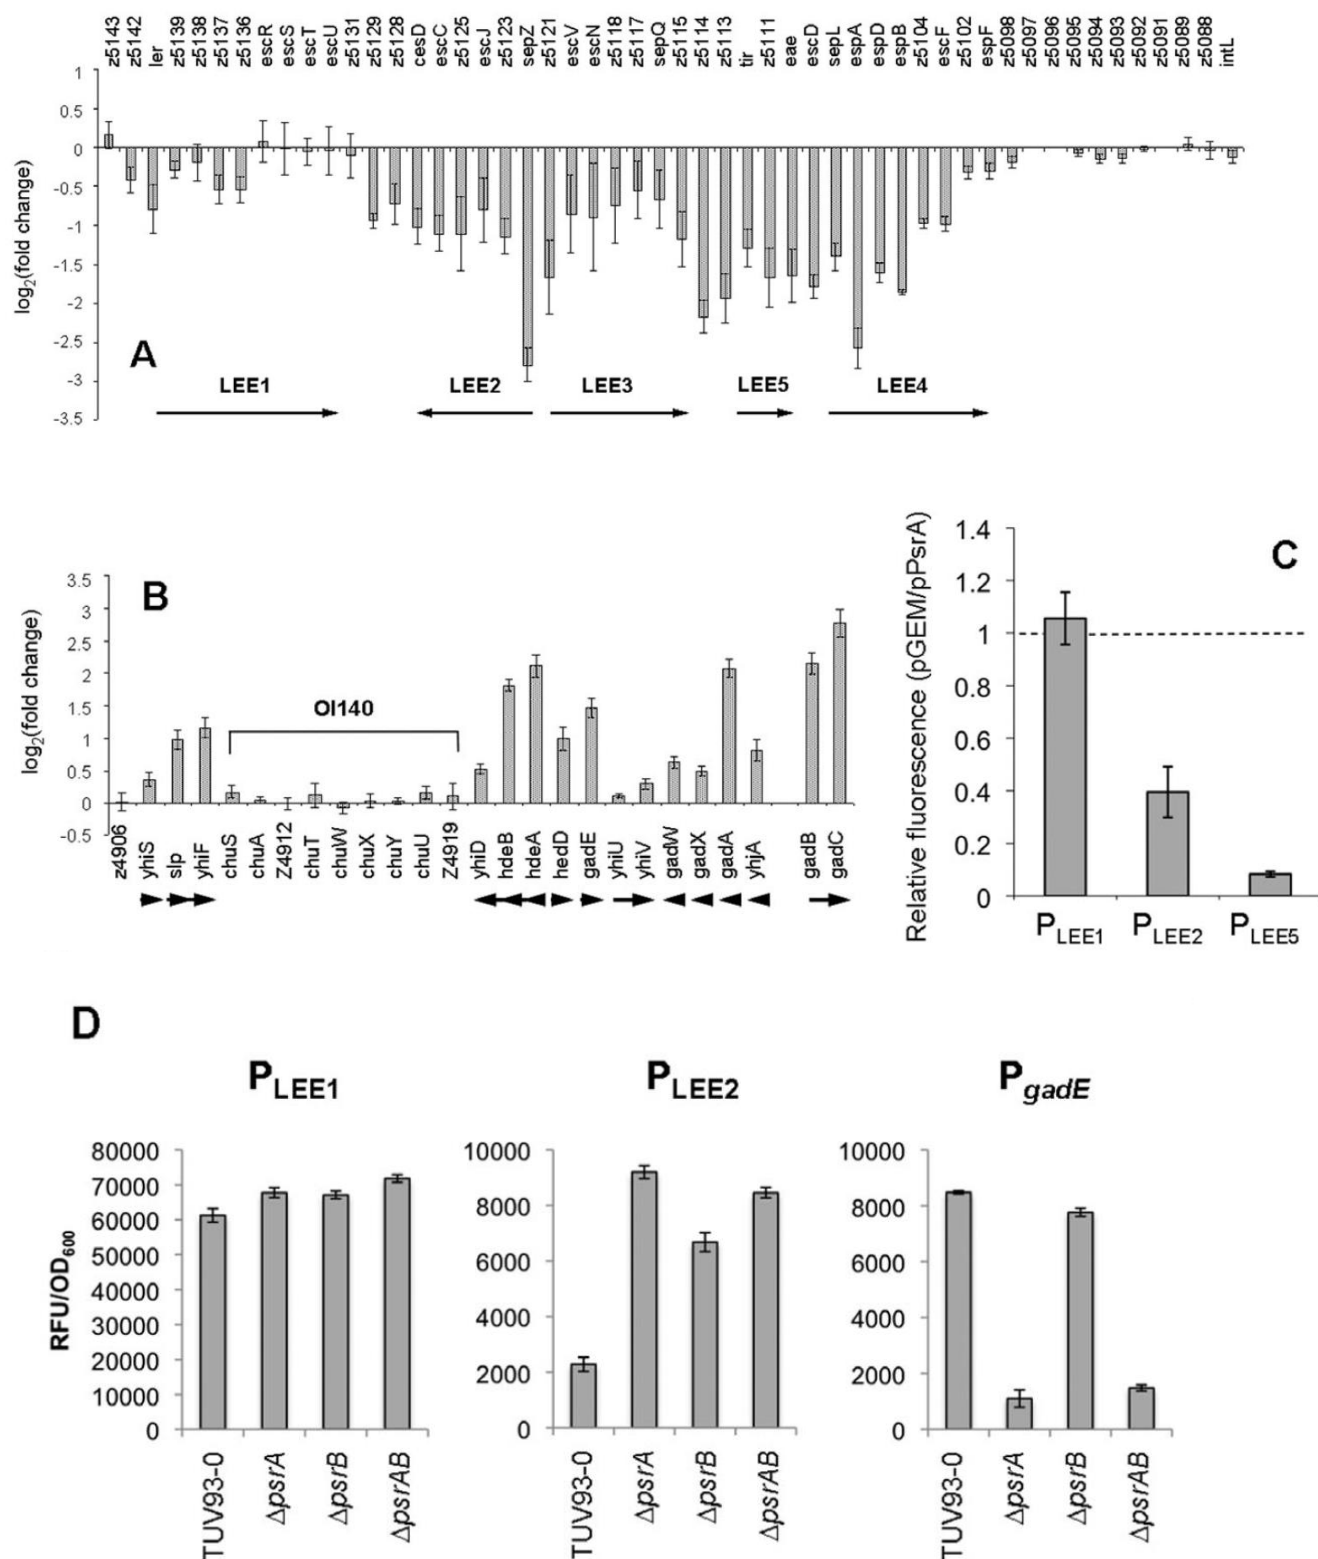 z5143 z5142 ler z5139 z5138 z5137 z5136 escR escS escT escU z5131 z5129 z5128 cesD escC z5125 escJ z5123 sepZ z5121 escV escN z5118 z5117 sepQ z5115 z5114 z5113 tir z5111 eae escD sepL espA espD espB z5104 escF z5102 espF z5098 z5097 z5096 z5095 z5094 z5093 z5092 z5091 z5089 z5088 intL
log2(fold change)
1
0.5
0
-0.5
-1
-1.5
-2
-2.5
-3
-3.5
A
LEE1 LEE2 LEE3 LEE5 LEE4
B
log2(fold change)
3.5
3
2.5
2
1.5
1
0.5
0
-0.5
OI140
z4906 yhiS slp yhiF chuS chuA Z4912 chuT chuW chuX chuY chuU Z4919 yhiD hdeB hdeA hedD gadE yhiU yhiV gadW gadX gadA yhjA gadB gadC
C
Relative fluorescence (pGEM/pPsrA)
1.4
1.2
1
0.8
0.6
0.4
0.2
0
PLEE1 PLEE2 PLEE5
D
PLEE1
RFU/OD600
80000
70000
60000
50000
40000
30000
20000
10000
0
TUV93-0 ΔpsrA ΔpsrB ΔpsrAB
PLEE2
10000
8000
6000
4000
2000
0
TUV93-0 ΔpsrA ΔpsrB ΔpsrAB
PgadE
10000
8000
6000
4000
2000
0
TUV93-0 ΔpsrA ΔpsrB ΔpsrAB